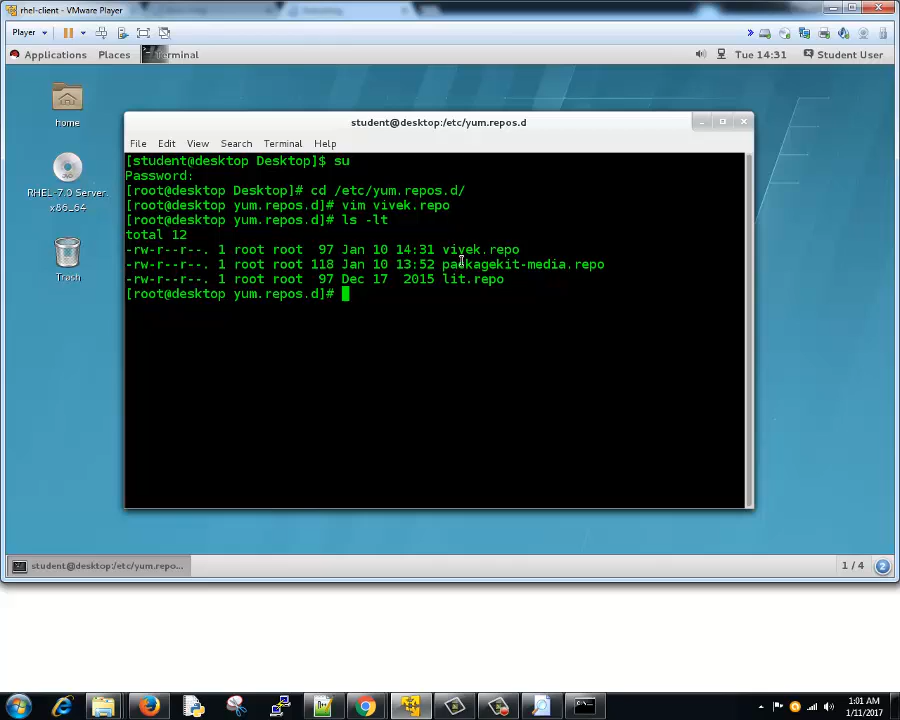 rhel-client - VMware Player
Player
Applications Places Terminal Tue 14:31 Student User
home
RHEL-7.0 Server.
x86_64
Trash
student@desktop:/etc/yum.repos.d
File Edit View Search Terminal Help
[student@desktop Desktop]$ su
Password:
[root@desktop Desktop]# cd /etc/yum.repos.d/
[root@desktop yum.repos.d]# vim vivek.repo
[root@desktop yum.repos.d]# ls -lt
total 12
-rw-r--r--. 1 root root  97 Jan 10 14:31 vivek.repo
-rw-r--r--. 1 root root 118 Jan 10 13:52 packagekit-media.repo
-rw-r--r--. 1 root root  97 Dec 17  2015 lit.repo
[root@desktop yum.repos.d]#
student@desktop:/etc/yum.repo... 1 / 4 2
1:01 AM
1/11/2017